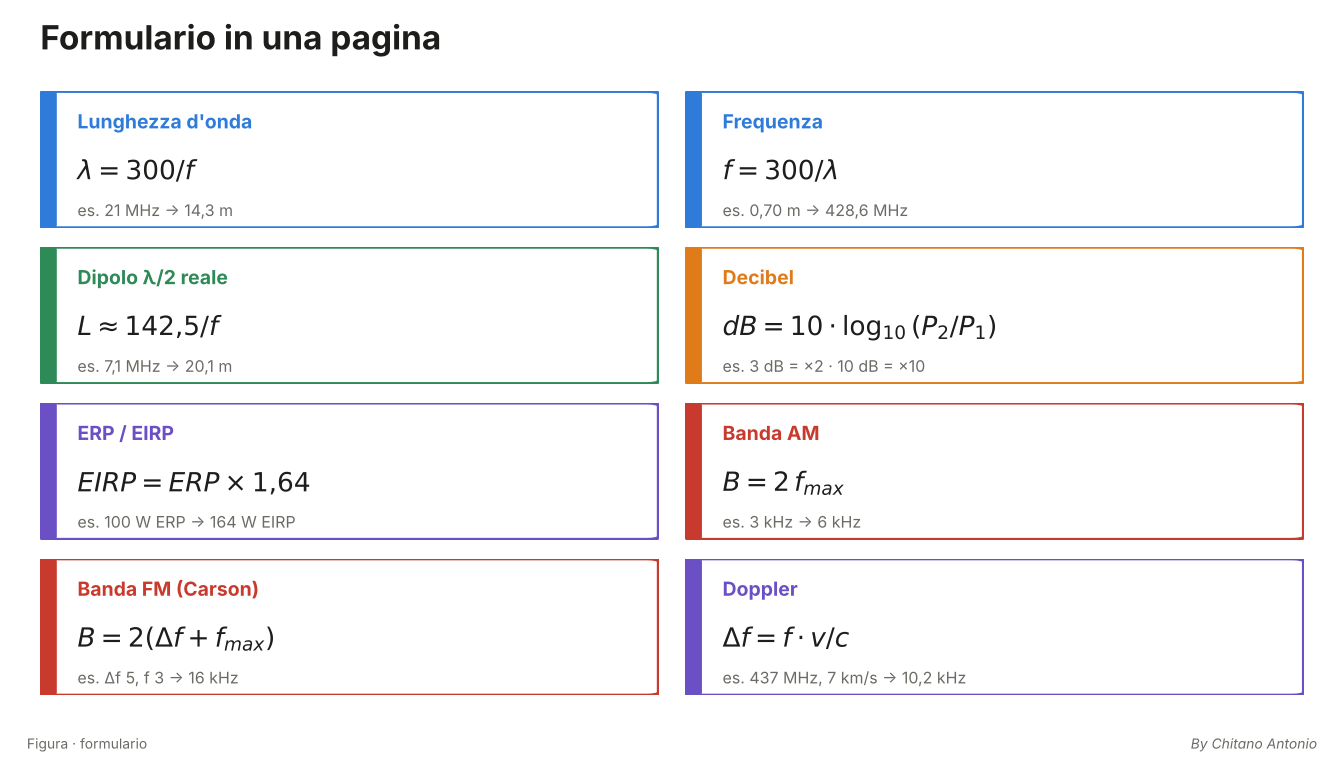 Formulario in una pagina
Lunghezza d'onda
λ = 300/f
es. 21 MHz → 14,3 m
Frequenza
f = 300/λ
es. 0,70 m → 428,6 MHz
Dipolo λ/2 reale
L ≈ 142,5/f
es. 7,1 MHz → 20,1 m
Decibel
dB = 10 · log₁₀ (P₂/P₁)
es. 3 dB = ×2 · 10 dB = ×10
ERP / EIRP
EIRP = ERP × 1,64
es. 100 W ERP → 164 W EIRP
Banda AM
B = 2 f_max
es. 3 kHz → 6 kHz
Banda FM (Carson)
B = 2(Δf + f_max)
es. Δf 5, f 3 → 16 kHz
Doppler
Δf = f · v/c
es. 437 MHz, 7 km/s → 10,2 kHz
Figura · formulario
By Chitano Antonio